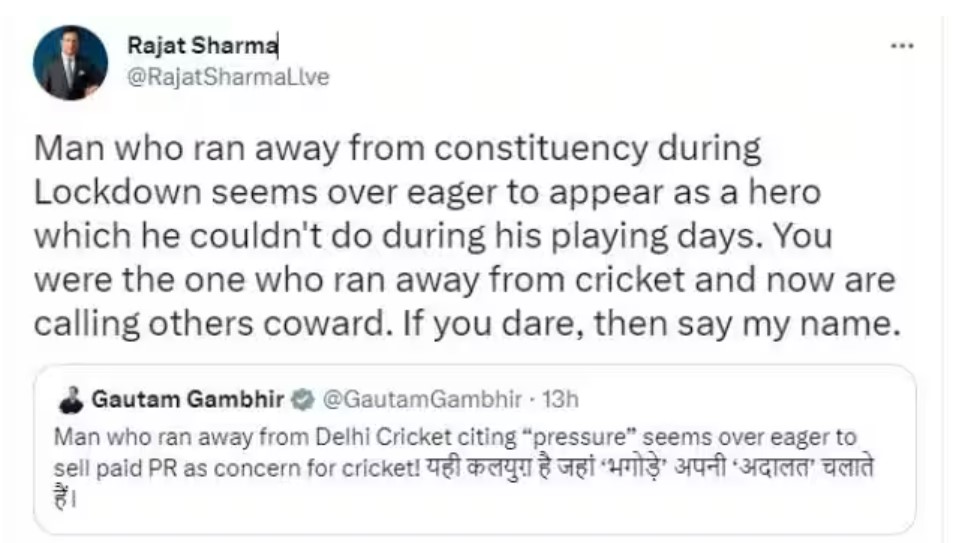 Rajat Sharma
@RajatSharmaLlve
Man who ran away from constituency during
Lockdown seems over eager to appear as a hero
which he couldn't do during his playing days. You
were the one who ran away from cricket and now are
calling others coward. If you dare, then say my name.
Gautam Gambhir @GautamGambhir · 13h
Man who ran away from Delhi Cricket citing “pressure” seems over eager to
sell paid PR as concern for cricket! यही कलयुग़ है जहां ‘भगोड़े’ अपनी ‘अदालत’ चलाते
हैं।